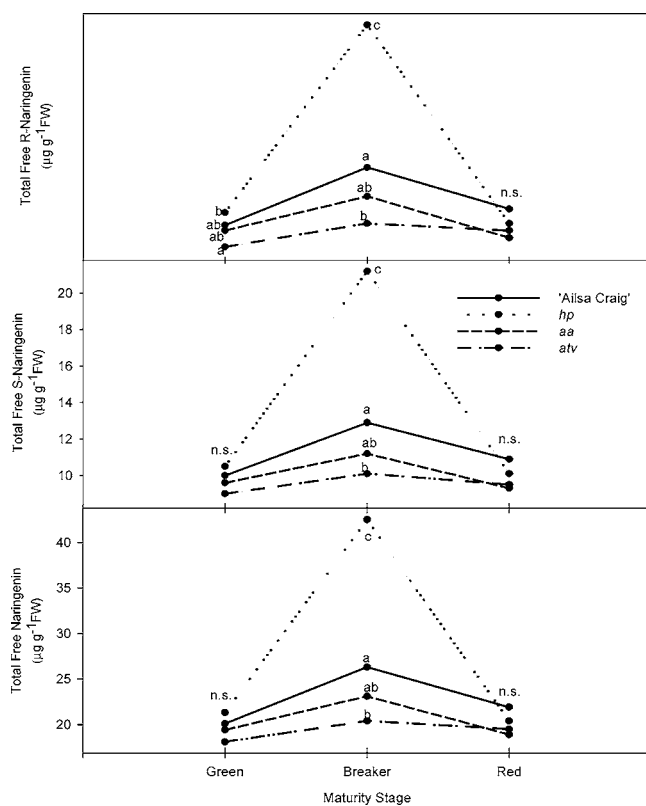 Total Free R-Naringenin
(µg g-1FW)
c
a
n.s.
ab
b
b
ab
ab
a
Total Free S-Naringenin
(µg g-1FW)
20
18
16
14
12
10
c
'Ailsa Craig'
hp
aa
atv
a
n.s.
n.s.
ab
b
Total Free Naringenin
(µg g-1FW)
40
35
30
25
20
c
a
n.s.
n.s.
ab
b
Green Breaker Red
Maturity Stage